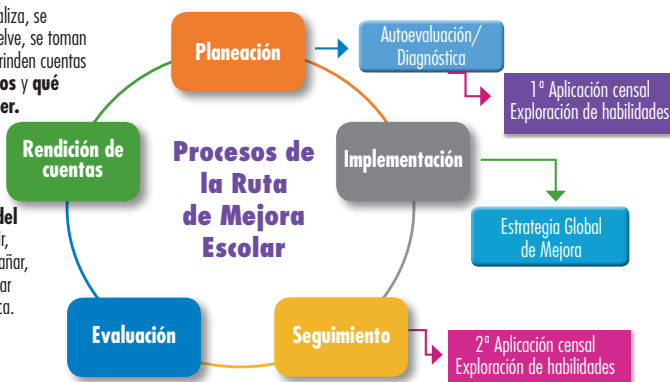 aliza, se
elve, se toman
rinden cuentas
os y qué
er.
del
ir,
añar,
ar
ca.
Procesos de
la Ruta
de Mejora
Escolar
Planeación
Autoevaluación/
Diagnóstica
1ª Aplicación censal
Exploración de habilidades
Implementación
Estrategia Global
de Mejora
Seguimiento
2ª Aplicación censal
Exploración de habilidades
Evaluación
Rendición de
cuentas